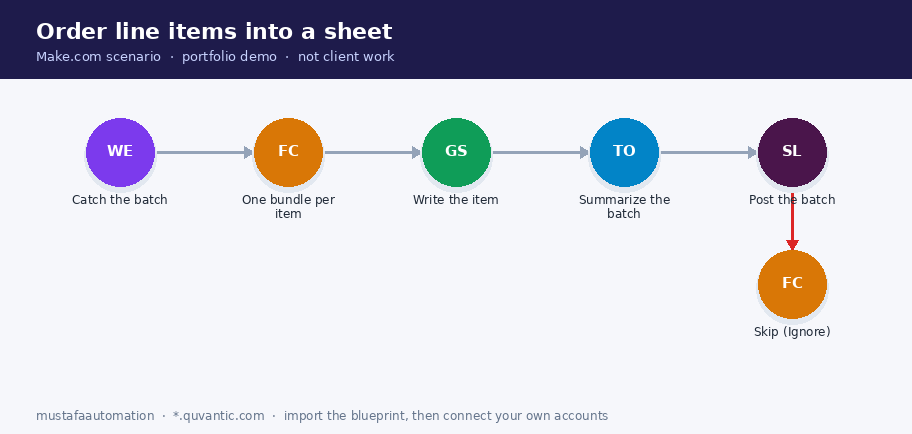 Order line items into a sheet
Make.com scenario · portfolio demo · not client work
WE
FC
GS
TO
SL
Catch the batch
One bundle per
item
Write the item
Summarize the
batch
Post the batch
FC
Skip (Ignore)
mustafaautomation · *.quvantic.com · import the blueprint, then connect your own accounts